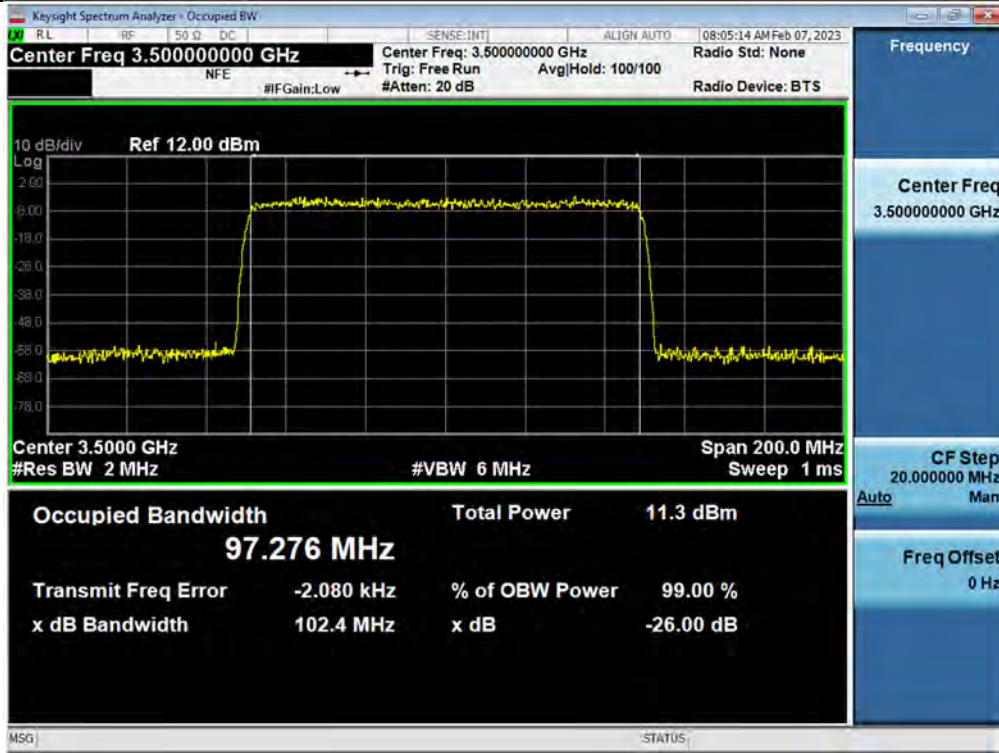 Keysight Spectrum Analyzer - Occupied BW
LXI RL RF 50 Ω DC SENSE:INT ALIGN AUTO 08:05:14 AM Feb 07, 2023
Center Freq 3.500000000 GHz
NFE
#IFGain:Low
Center Freq: 3.500000000 GHz
Trig: Free Run Avg|Hold: 100/100
#Atten: 20 dB
Radio Std: None
Radio Device: BTS
10 dB/div Ref 12.00 dBm
Log
2.00
-8.00
-18.0
-28.0
-38.0
-48.0
-58.0
-68.0
-78.0
Center 3.5000 GHz Span 200.0 MHz
#Res BW 2 MHz #VBW 6 MHz Sweep 1 ms
Occupied Bandwidth Total Power 11.3 dBm
97.276 MHz
Transmit Freq Error -2.080 kHz % of OBW Power 99.00 %
x dB Bandwidth 102.4 MHz x dB -26.00 dB
MSG STATUS
Frequency
Center Freq
3.500000000 GHz
CF Step
20.000000 MHz
Auto Man
Freq Offset
0 Hz